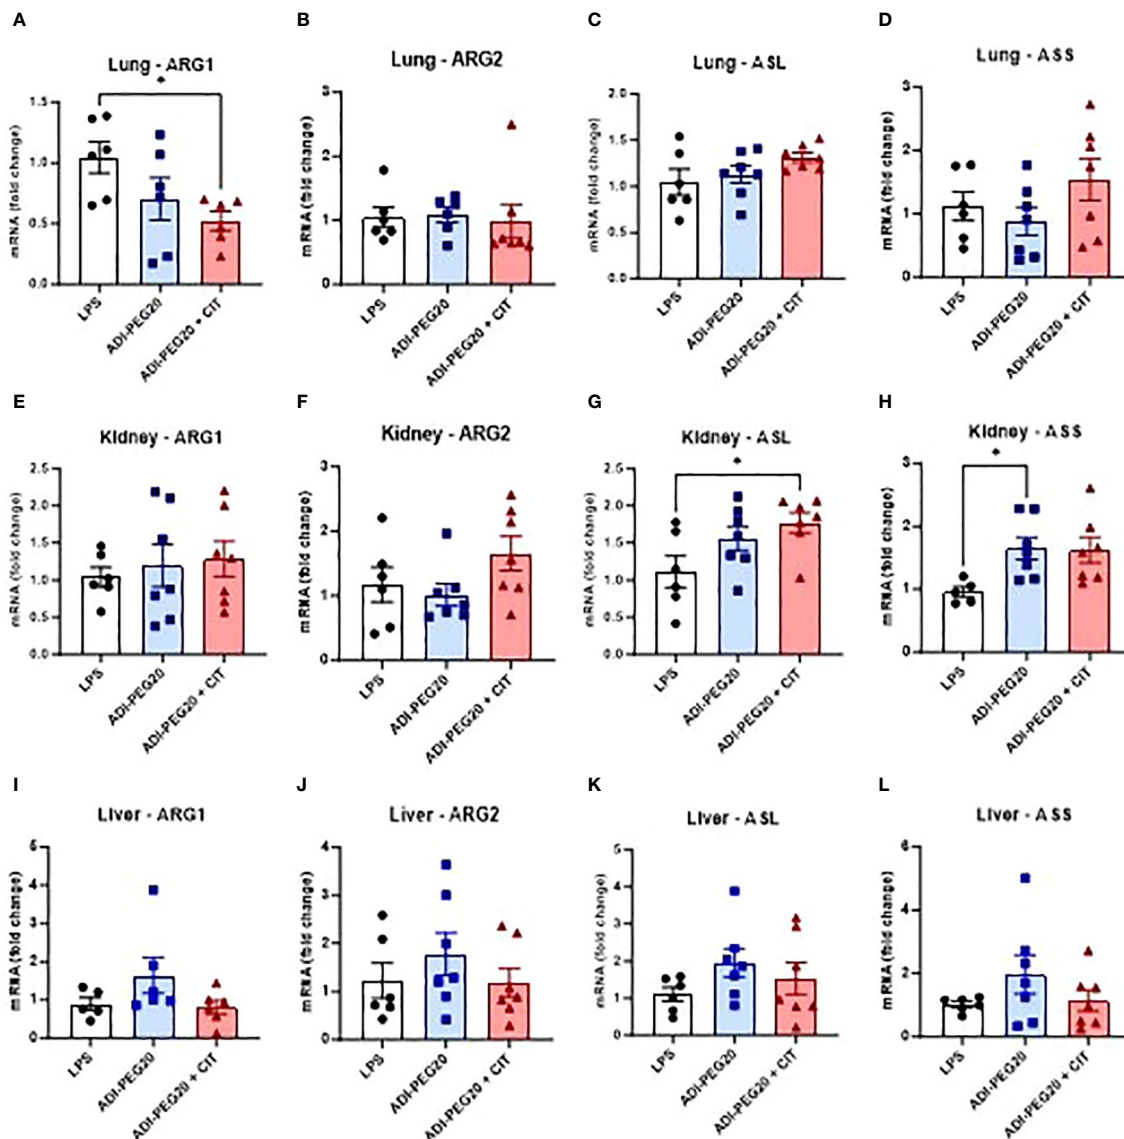 A
B
C
D
Lung - ARG1
Lung - ARG2
Lung - ASL
Lung - ASS
*
mRNA (fold change)
1.5
1.0
0.5
0.0
LPS
ADI-PEG20
ADI-PEG20 + CIT
mRNA (fold change)
3
2
1
0
LPS
ADI-PEG20
ADI-PEG20 + CIT
mRNA (fold change)
2.0
1.5
1.0
0.5
0.0
LPS
ADI-PEG20
ADI-PEG20 + CIT
mRNA (fold change)
3
2
1
0
LPS
ADI-PEG20
ADI-PEG20 + CIT
E
F
G
H
Kidney - ARG1
Kidney - ARG2
Kidney - ASL
Kidney - ASS
mRNA (fold change)
2.5
2.0
1.5
1.0
0.5
0.0
LPS
ADI-PEG20
ADI-PEG20 + CIT
mRNA (fold change)
3
2
1
0
LPS
ADI-PEG20
ADI-PEG20 + CIT
*
mRNA (fold change)
2.5
2.0
1.5
1.0
0.5
0.0
LPS
ADI-PEG20
ADI-PEG20 + CIT
*
mRNA (fold change)
3
2
1
0
LPS
ADI-PEG20
ADI-PEG20 + CIT
I
J
K
L
Liver - ARG1
Liver - ARG2
Liver - ASL
Liver - ASS
mRNA (fold change)
5
4
3
2
1
0
LPS
ADI-PEG20
ADI-PEG20 + CIT
mRNA (fold change)
4
3
2
1
0
LPS
ADI-PEG20
ADI-PEG20 + CIT
mRNA (fold change)
5
4
3
2
1
0
LPS
ADI-PEG20
ADI-PEG20 + CIT
mRNA (fold change)
6
4
2
0
LPS
ADI-PEG20
ADI-PEG20 + CIT